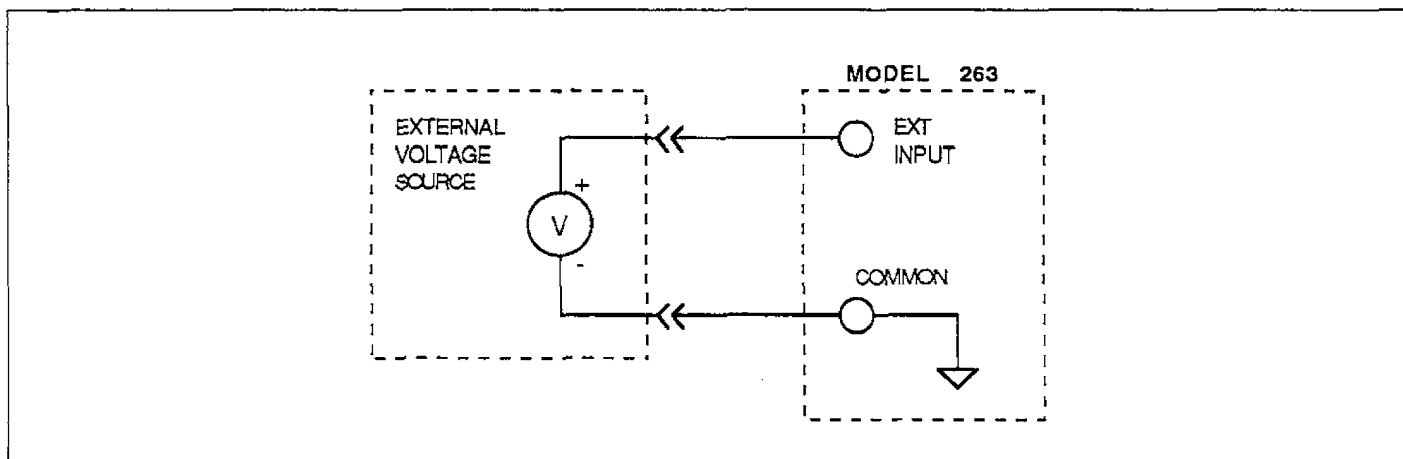 MODEL 263
EXTERNAL
VOLTAGE
SOURCE
+
V
-
EXT
INPUT
COMMON